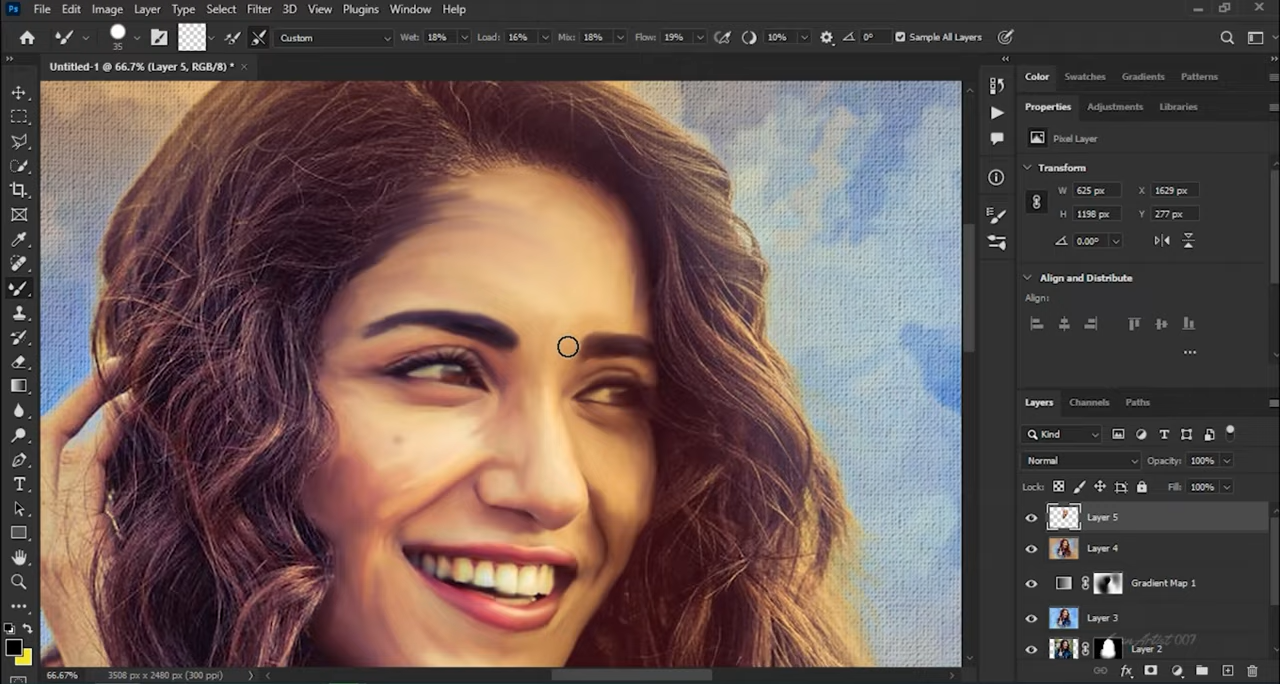 Ps File Edit Image Layer Type Select Filter 3D View Plugins Window Help
35 Custom Wet: 18% Load: 16% Mix: 18% Flow: 19% 10% 0° Sample All Layers
Untitled-1 @ 66.7% (Layer 5, RGB/8) *
Color Swatches Gradients Patterns
Properties Adjustments Libraries
Pixel Layer
Transform
W 625 px X 1629 px
H 1198 px Y 277 px
0.00°
Align and Distribute
Align:
Layers Channels Paths
Kind
Normal Opacity: 100%
Lock: Fill: 100%
Layer 5
Layer 4
Gradient Map 1
Layer 3
Artist 007
Layer 2
66.67% 3508 px x 2480 px (300 ppi)